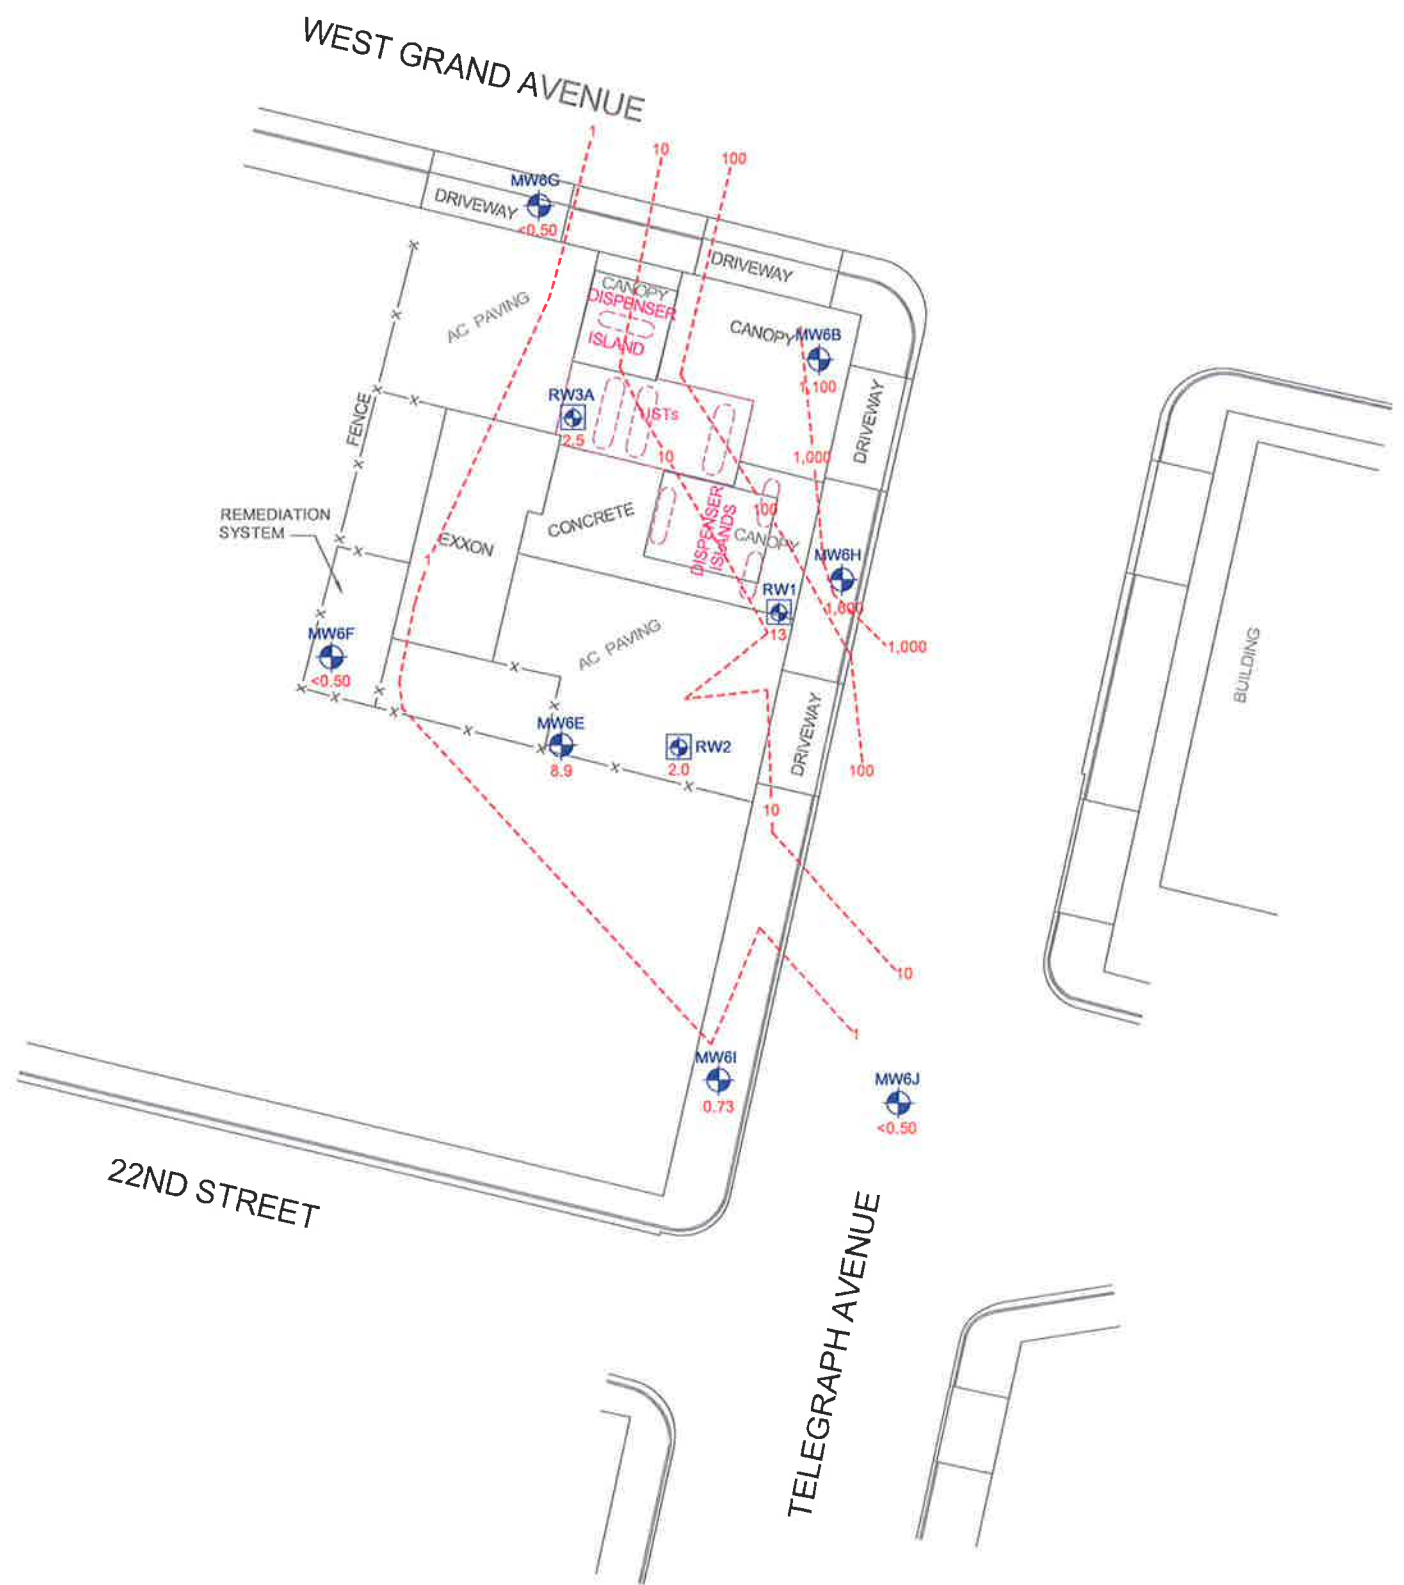 WEST GRAND AVENUE
1
10
100
MW6G
DRIVEWAY
<0.50
DRIVEWAY
CANOPY
DISPENSER
ISLAND
AC PAVING
CANOPY
MW6B
1,100
DRIVEWAY
RW3A
2.5
USTs
FENCE
10
1,000
100
REMEDIATION
SYSTEM
EXXON
CONCRETE
DISPENSER
ISLANDS
CANOPY
MW6H
1
RW1
13
1,000
AC PAVING
MW6F
<0.50
BUILDING
MW6E
8.9
RW2
2.0
DRIVEWAY
100
10
10
1
MW6I
0.73
MW6J
<0.50
22ND STREET
TELEGRAPH AVENUE